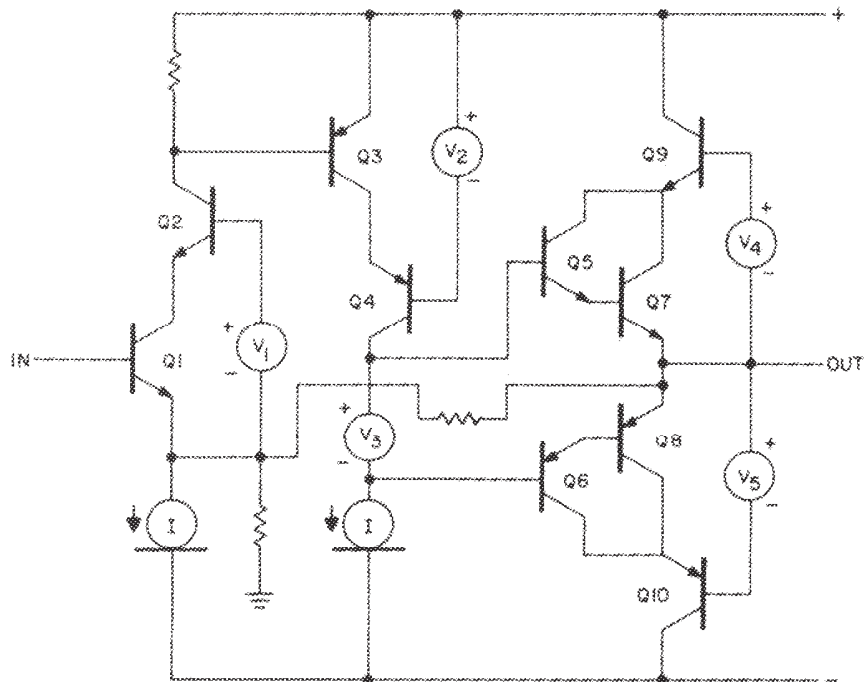 +
Q3
+
V2
-
Q9
Q2
+
V4
-
Q5
Q4
Q7
+
V1
-
IN
Q1
OUT
+
V3
-
Q8
+
V5
-
Q6
I
I
Q10
-